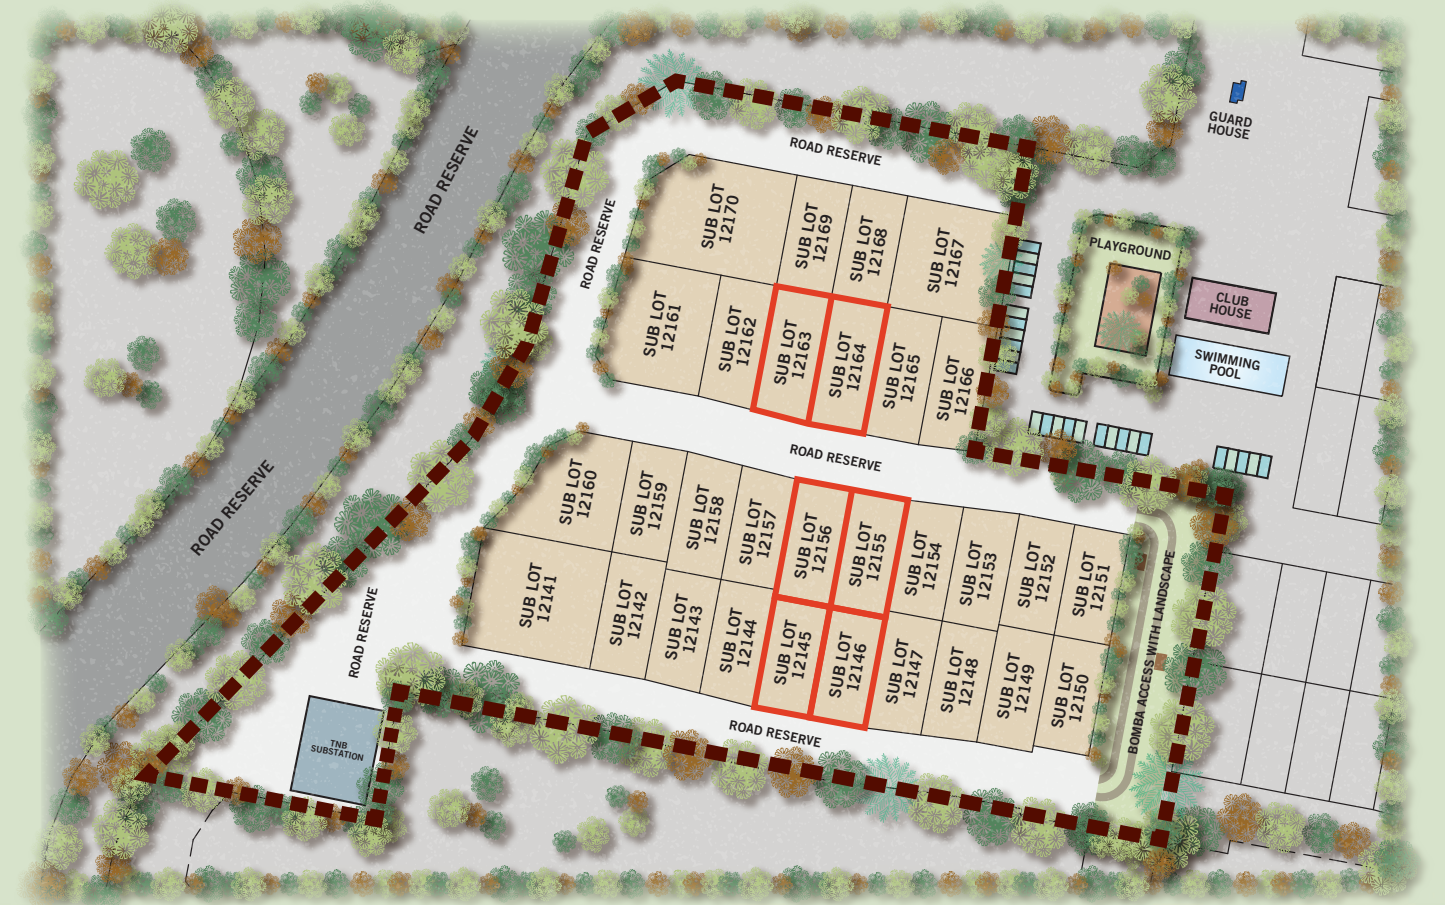 GUARD
HOUSE
ROAD RESERVE
ROAD RESERVE
ROAD RESERVE
SUB LOT
12170
SUB LOT
12169
SUB LOT
12168
SUB LOT
12167
PLAYGROUND
CLUB
HOUSE
SWIMMING
POOL
SUB LOT
12161
SUB LOT
12162
SUB LOT
12163
SUB LOT
12164
SUB LOT
12165
SUB LOT
12166
ROAD RESERVE
ROAD RESERVE
SUB LOT
12160
SUB LOT
12159
SUB LOT
12158
SUB LOT
12157
SUB LOT
12156
SUB LOT
12155
SUB LOT
12154
SUB LOT
12153
SUB LOT
12152
SUB LOT
12151
SUB LOT
12141
SUB LOT
12142
SUB LOT
12143
SUB LOT
12144
SUB LOT
12145
SUB LOT
12146
SUB LOT
12147
SUB LOT
12148
SUB LOT
12149
SUB LOT
12150
BOMBA ACCESS WITH LANDSCAPE
ROAD RESERVE
ROAD RESERVE
TNB
SUBSTATION